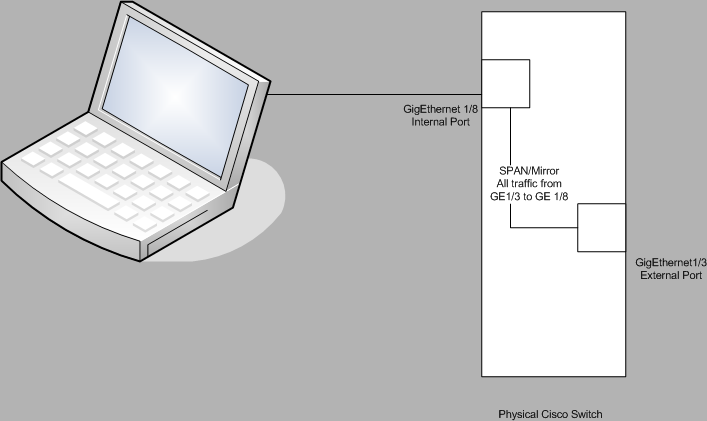 GigEthernet 1/8
Internal Port
SPAN/Mirror
All traffic from
GE1/3 to GE 1/8
GigEthernet1/3
External Port
Physical Cisco Switch